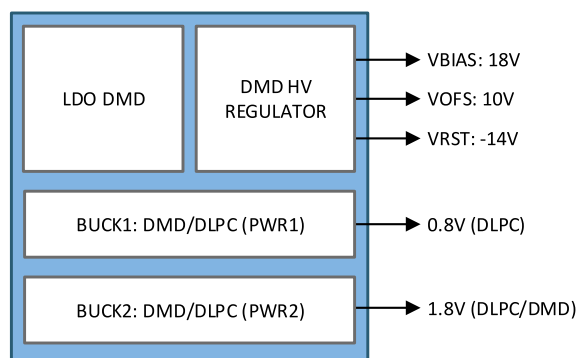 LDO DMD
DMD HV
REGULATOR
VBIAS: 18V
VOFS: 10V
VRST: -14V
BUCK1: DMD/DLPC (PWR1)
0.8V (DLPC)
BUCK2: DMD/DLPC (PWR2)
1.8V (DLPC/DMD)